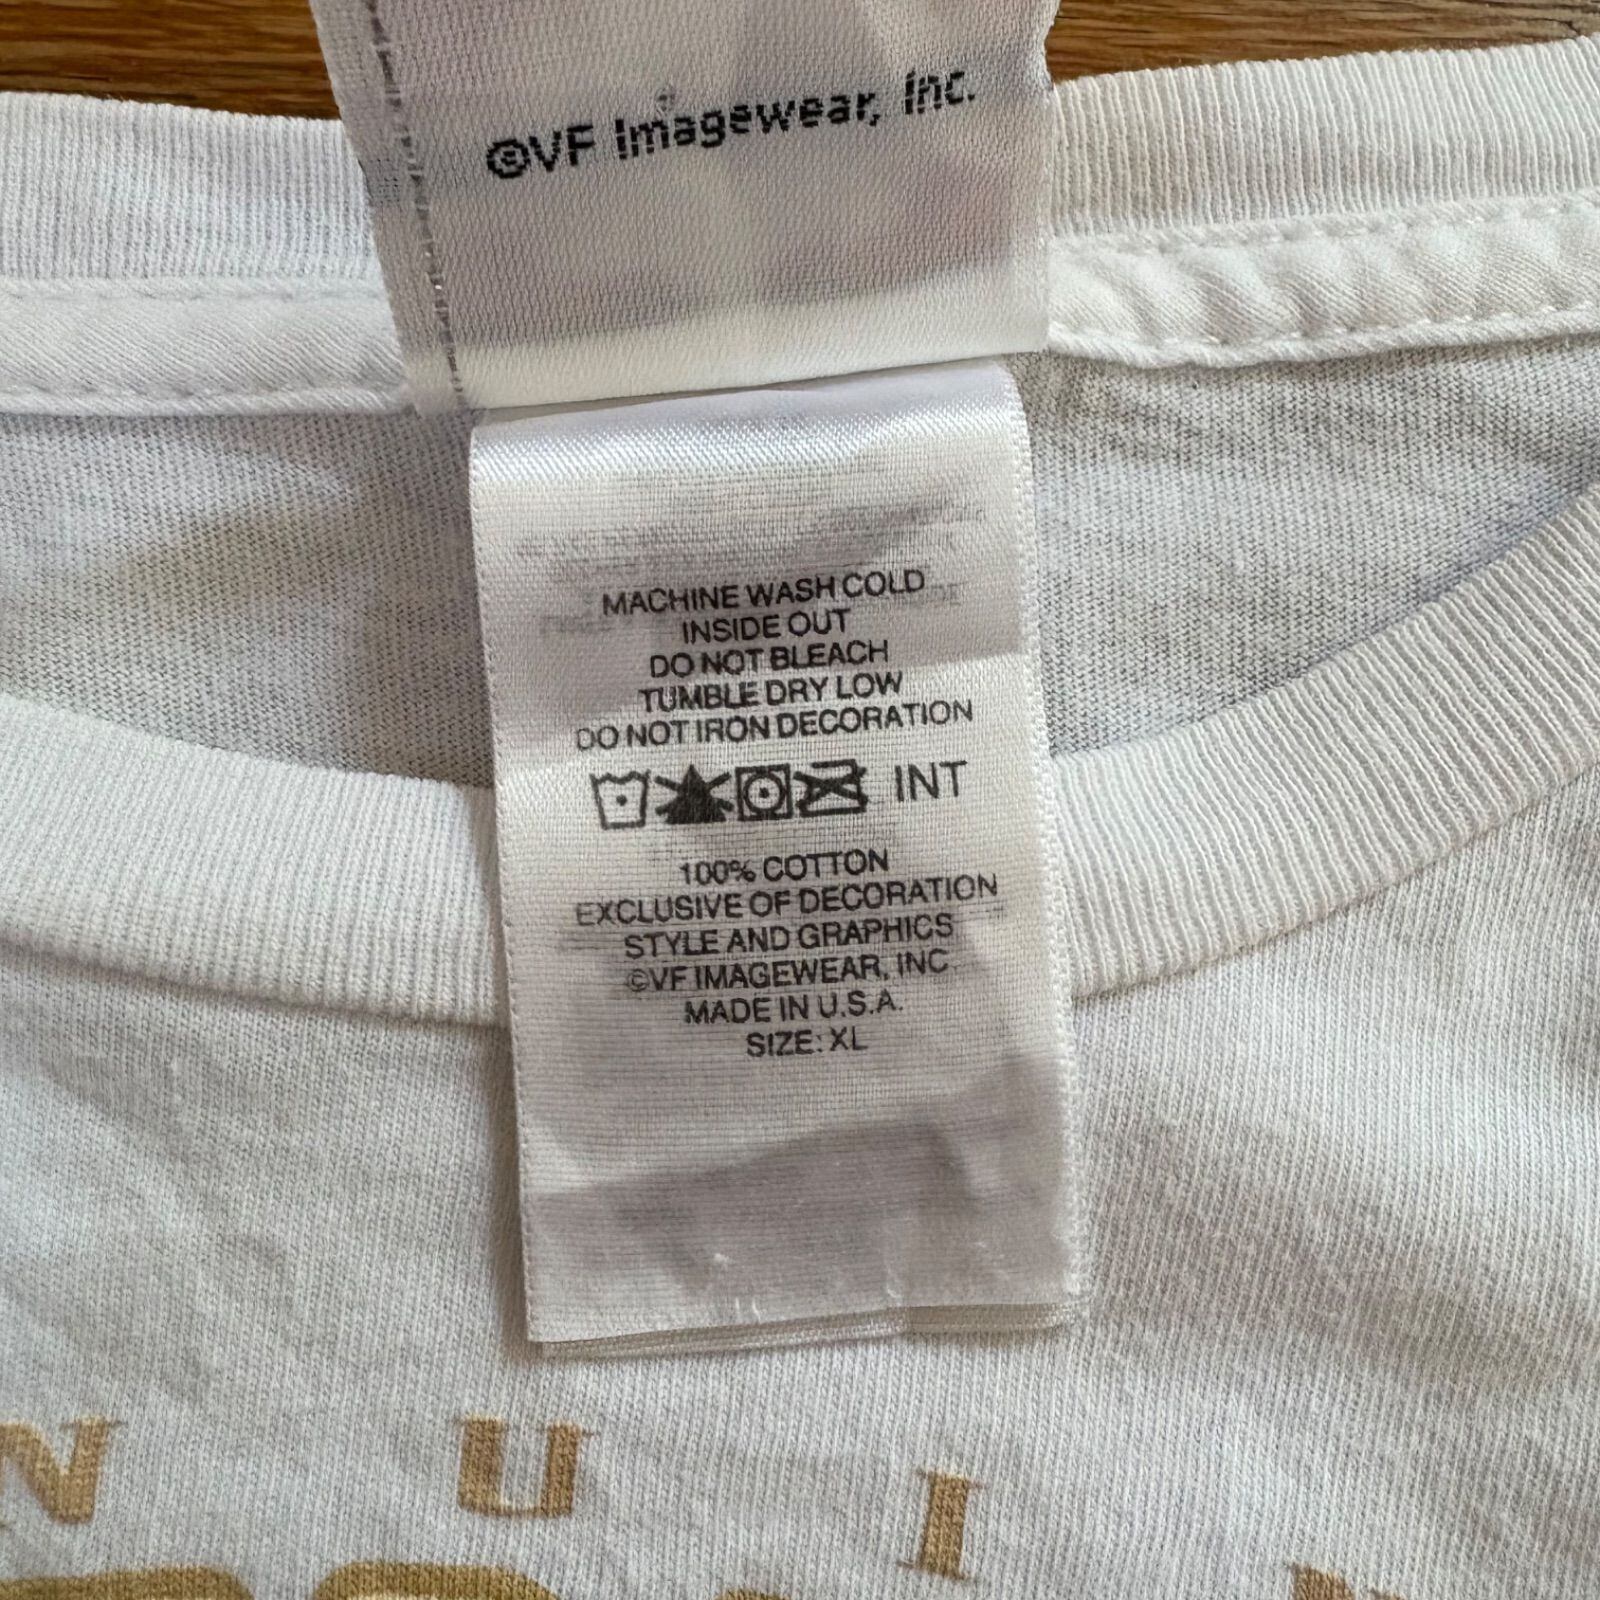 ©VF Imagewear, Inc.
MACHINE WASH COLD
INSIDE OUT
DO NOT BLEACH
TUMBLE DRY LOW
DO NOT IRON DECORATION
INT
100% COTTON
EXCLUSIVE OF DECORATION
STYLE AND GRAPHICS
©VF IMAGEWEAR, INC.
MADE IN U.S.A.
SIZE: XL
N U I